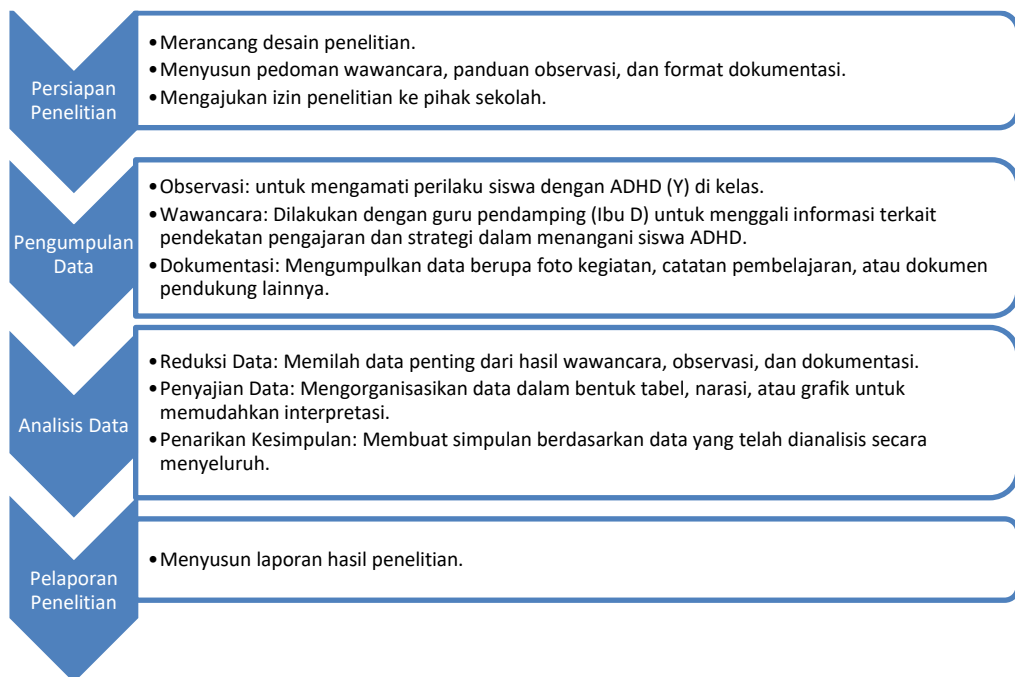 Persiapan
Penelitian
•Merancang desain penelitian.
•Menyusun pedoman wawancara, panduan observasi, dan format dokumentasi.
•Mengajukan izin penelitian ke pihak sekolah.
Pengumpulan
Data
•Observasi: untuk mengamati perilaku siswa dengan ADHD (Y) di kelas.
•Wawancara: Dilakukan dengan guru pendamping (Ibu D) untuk menggali informasi terkait
pendekatan pengajaran dan strategi dalam menangani siswa ADHD.
•Dokumentasi: Mengumpulkan data berupa foto kegiatan, catatan pembelajaran, atau dokumen
pendukung lainnya.
Analisis Data
•Reduksi Data: Memilah data penting dari hasil wawancara, observasi, dan dokumentasi.
•Penyajian Data: Mengorganisasikan data dalam bentuk tabel, narasi, atau grafik untuk
memudahkan interpretasi.
•Penarikan Kesimpulan: Membuat simpulan berdasarkan data yang telah dianalisis secara
menyeluruh.
Pelaporan
Penelitian
•Menyusun laporan hasil penelitian.